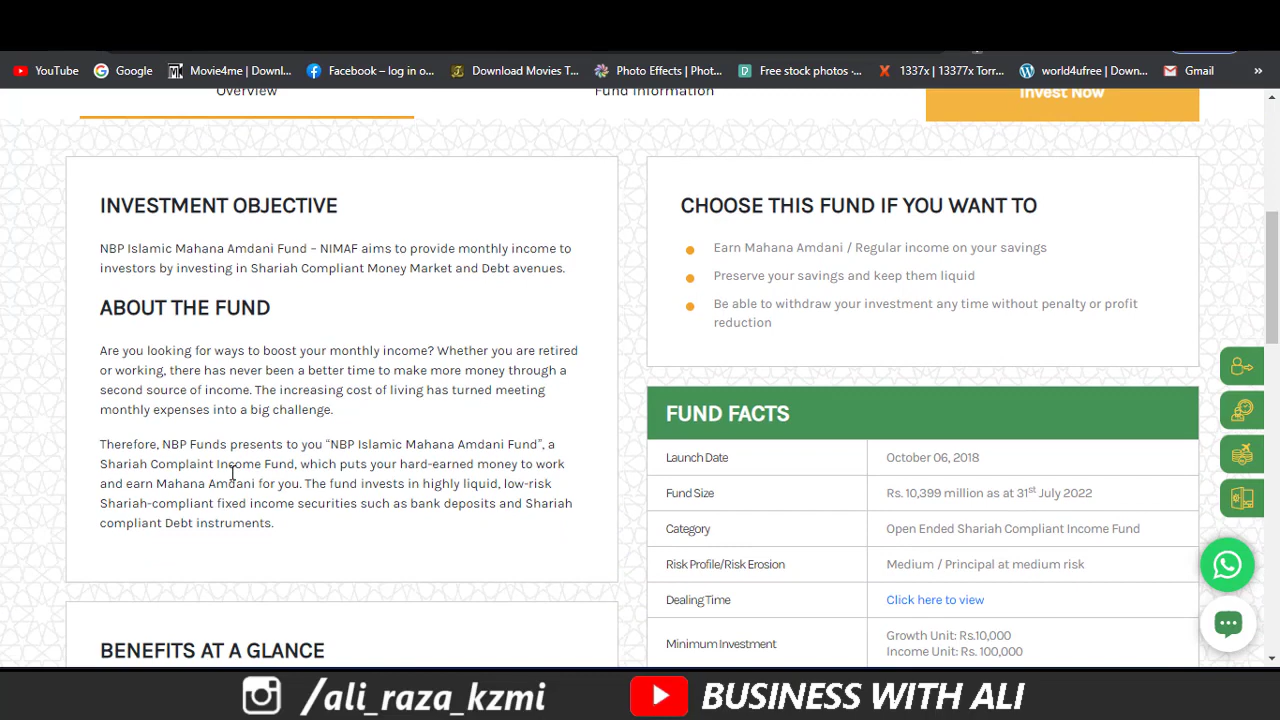 YouTube
Google
Movie4me | Downl...
Facebook – log in o...
Download Movies T...
Photo Effects | Phot...
Free stock photos -...
1337x | 13377x Torr...
world4ufree | Down...
Gmail
»
Overview
Fund Information
Invest Now
INVESTMENT OBJECTIVE
NBP Islamic Mahana Amdani Fund – NIMAF aims to provide monthly income to
investors by investing in Shariah Compliant Money Market and Debt avenues.
ABOUT THE FUND
Are you looking for ways to boost your monthly income? Whether you are retired
or working, there has never been a better time to make more money through a
second source of income. The increasing cost of living has turned meeting
monthly expenses into a big challenge.
Therefore, NBP Funds presents to you “NBP Islamic Mahana Amdani Fund”, a
Shariah Complaint Income Fund, which puts your hard-earned money to work
and earn Mahana Amdani for you. The fund invests in highly liquid, low-risk
Shariah-compliant fixed income securities such as bank deposits and Shariah
compliant Debt instruments.
BENEFITS AT A GLANCE
CHOOSE THIS FUND IF YOU WANT TO
Earn Mahana Amdani / Regular income on your savings
Preserve your savings and keep them liquid
Be able to withdraw your investment any time without penalty or profit
reduction
FUND FACTS
Launch Date October 06, 2018
Fund Size Rs. 10,399 million as at 31st July 2022
Category Open Ended Shariah Compliant Income Fund
Risk Profile/Risk Erosion Medium / Principal at medium risk
Dealing Time Click here to view
Minimum Investment Growth Unit: Rs.10,000
Income Unit: Rs. 100,000
/ali_raza_kzmi
BUSINESS WITH ALI